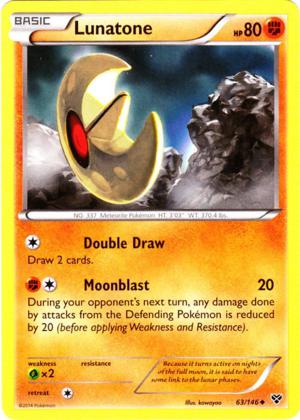 BASIC
Lunatone
HP80
NO. 337 Meteorite Pokémon HT. 3'03" WT. 370.4 lbs.
Double Draw
Draw 2 cards.
Moonblast 20
During your opponent's next turn, any damage done
by attacks from the Defending Pokémon is reduced
by 20 (before applying Weakness and Resistance).
weakness resistance
×2
retreat
Because it turns active on nights
of the full moon, it is said to have
some link to the lunar phases.
Illus. kawayoo 63/146
©2014 Pokémon